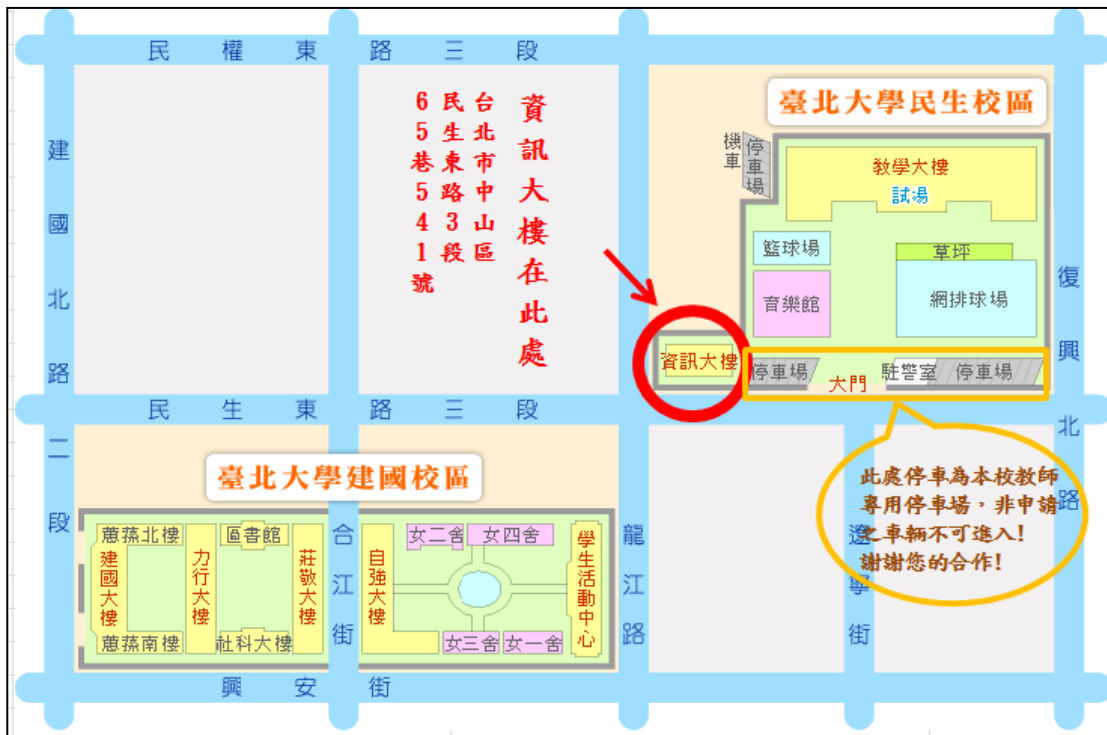 民權東路三段
建國北路二段
資訊大樓在此處
台北市中山區
民生東路3段
65巷541號
臺北大學民生校區
機車
停車場
教學大樓
試場
籃球場
草坪
育樂館
網排球場
復興北路
資訊大樓
停車場
大門
駐警室
停車場
民生東路三段
臺北大學建國校區
此處停車為本校教師
專用停車場，非申請
之車輛不可進入!
謝謝您的合作!
蕙蓀北樓
建國大樓
蕙蓀南樓
力行大樓
圖書館
社科大樓
莊敬大樓
合江街
自強大樓
女二舍
女四舍
女三舍
女一舍
學生活動中心
龍江路
遼寧街
興安街